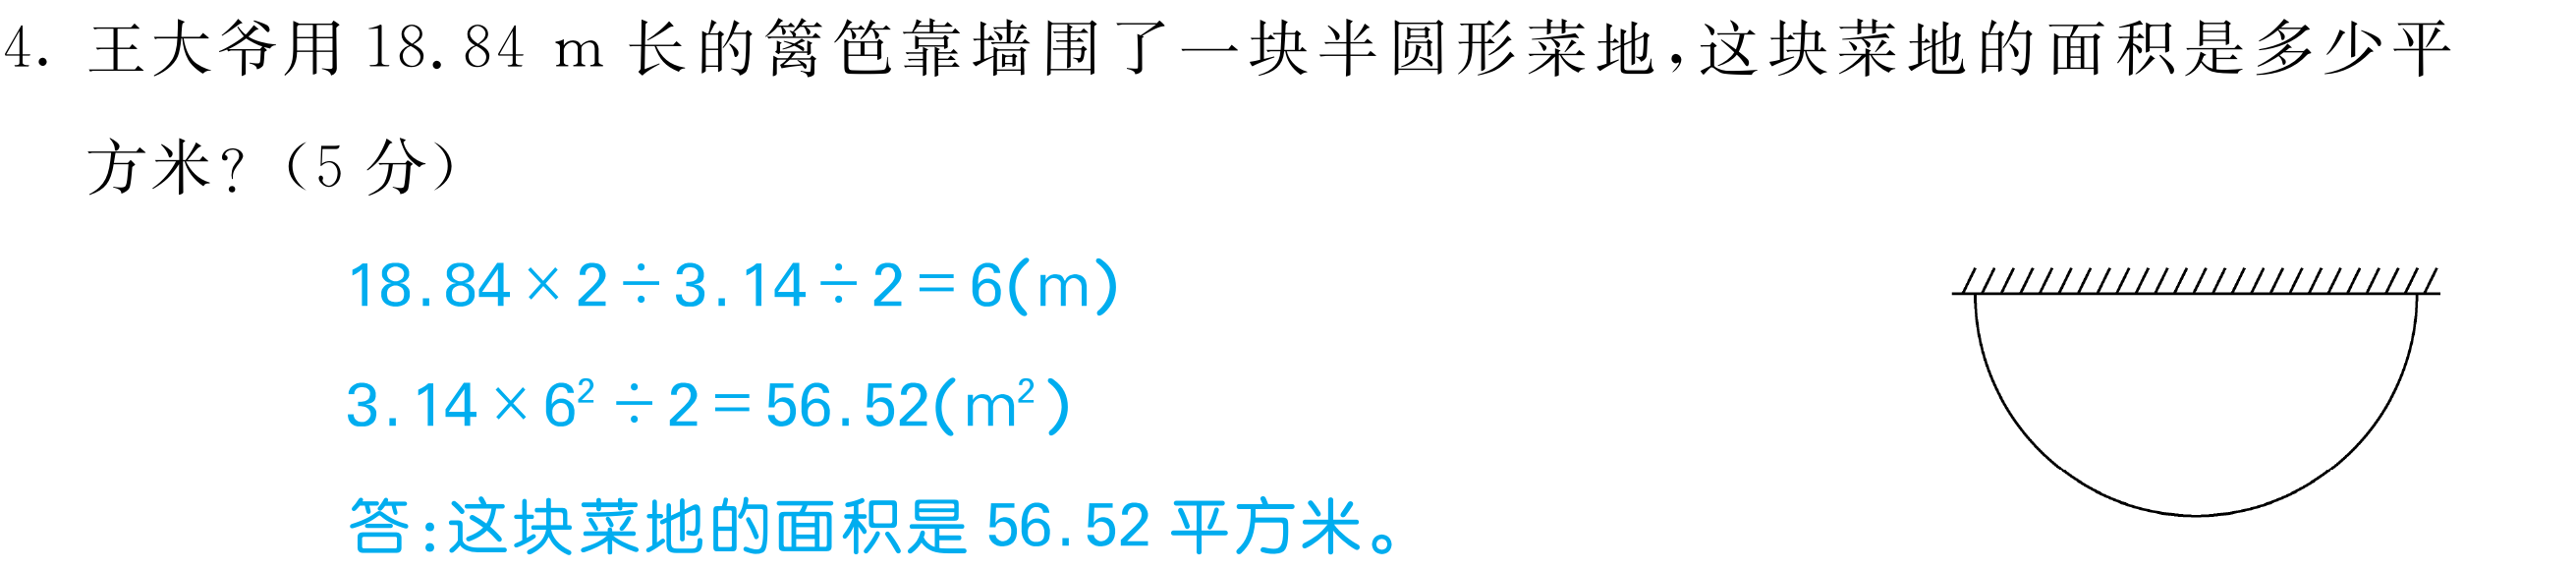 4. 王大爷用 18.84 m 长的篱笆靠墙围了一块半圆形菜地,这块菜地的面积是多少平
方米?(5 分)
18.84×2÷3.14÷2=6(m)
3.14×6²÷2=56.52(m²)
答:这块菜地的面积是 56.52 平方米。